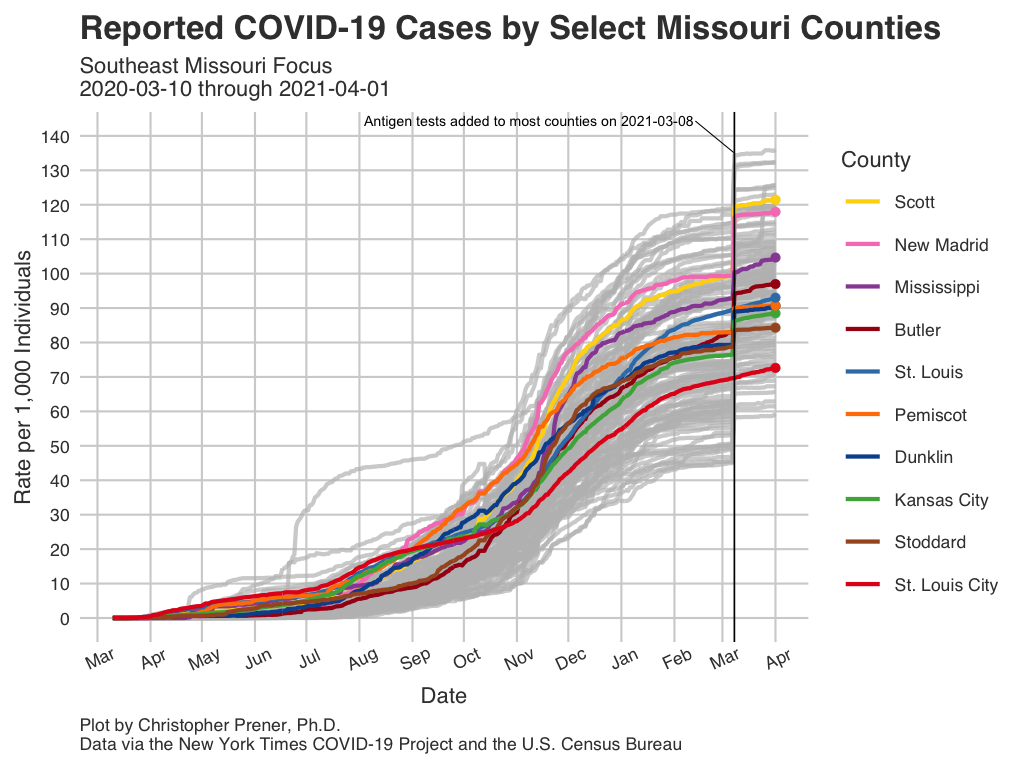 Reported COVID-19 Cases by Select Missouri Counties
Southeast Missouri Focus
2020-03-10 through 2021-04-01
Antigen tests added to most counties on 2021-03-08
Rate per 1,000 Individuals
140
130
120
110
100
90
80
70
60
50
40
30
20
10
0
Mar
Apr
May
Jun
Jul
Aug
Sep
Oct
Nov
Dec
Jan
Feb
Mar
Apr
Date
County
Scott
New Madrid
Mississippi
Butler
St. Louis
Pemiscot
Dunklin
Kansas City
Stoddard
St. Louis City
Plot by Christopher Prener, Ph.D.
Data via the New York Times COVID-19 Project and the U.S. Census Bureau